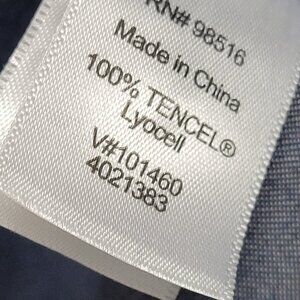 RN# 98516
Made in China
100% TENCEL®
Lyocell
V#101460
4021383